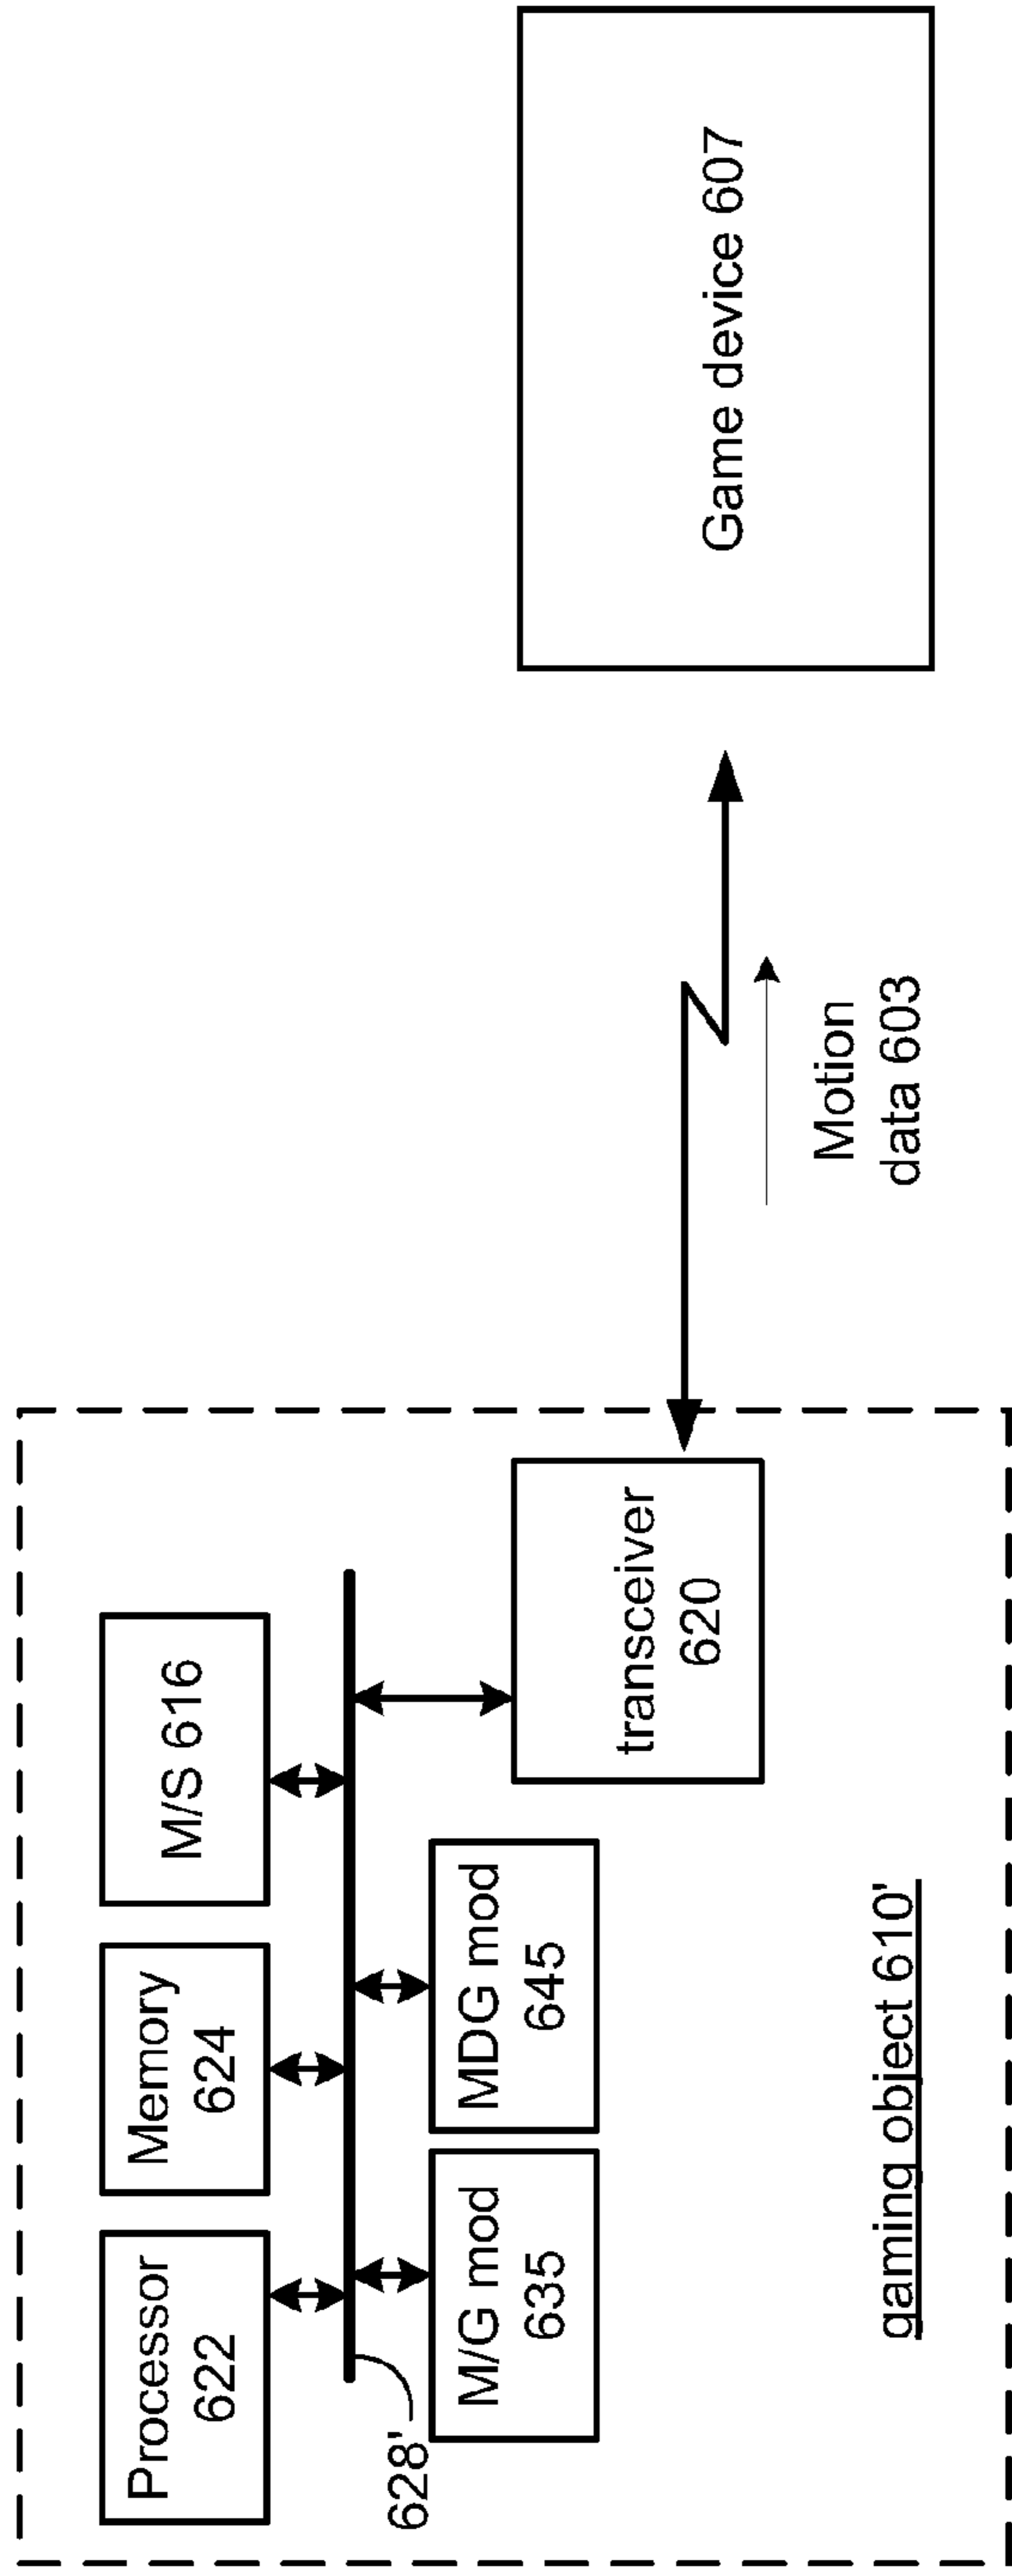 Processor
622
Memory
624
M/S 616
628'
M/G mod
635
MDG mod
645
transceiver
620
gaming object 610'
Motion
data 603
Game device 607